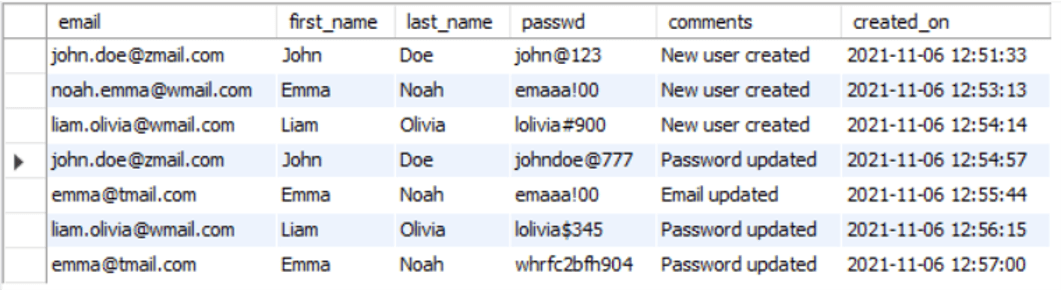 email first_name last_name passwd comments created_on
john.doe@zmail.com John Doe john@123 New user created 2021-11-06 12:51:33
noah.emma@wmail.com Emma Noah emaaa!00 New user created 2021-11-06 12:53:13
liam.olivia@wmail.com Liam Olivia lolivia#900 New user created 2021-11-06 12:54:14
john.doe@zmail.com John Doe johndoe@777 Password updated 2021-11-06 12:54:57
emma@tmail.com Emma Noah emaaa!00 Email updated 2021-11-06 12:55:44
liam.olivia@wmail.com Liam Olivia lolivia$345 Password updated 2021-11-06 12:56:15
emma@tmail.com Emma Noah whrfc2bfh904 Password updated 2021-11-06 12:57:00